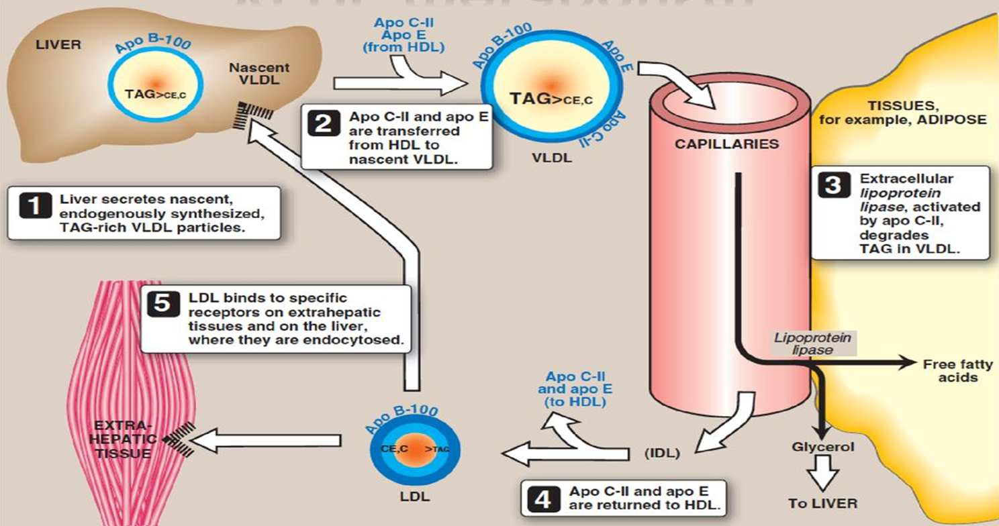 LIVER
Apo B-100
TAG>CE,C
Nascent
VLDL
Apo C-II
Apo E
(from HDL)
Apo B-100
Apo E
Apo C-II
TAG>CE,C
VLDL
2 Apo C-II and apo E
are transferred
from HDL to
nascent VLDL.
CAPILLARIES
TISSUES,
for example, ADIPOSE
1 Liver secretes nascent,
endogenously synthesized,
TAG-rich VLDL particles.
3 Extracellular
lipoprotein
lipase, activated
by apo C-II,
degrades
TAG in VLDL.
5 LDL binds to specific
receptors on extrahepatic
tissues and on the liver,
where they are endocytosed.
Lipoprotein
lipase
Free fatty
acids
Glycerol
To LIVER
(IDL)
Apo C-II
and apo E
(to HDL)
4 Apo C-II and apo E
are returned to HDL.
Apo B-100
CE,C >TAG
LDL
EXTRA-
HEPATIC
TISSUE